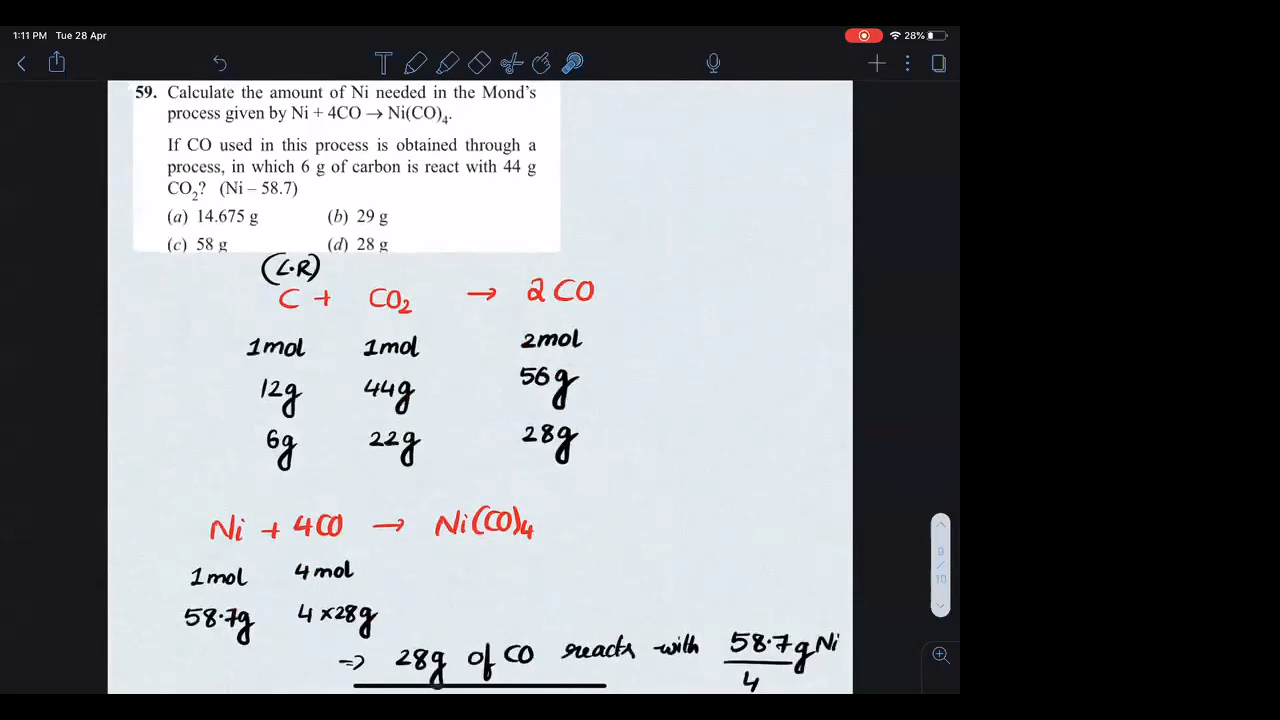 1:11 PM Tue 28 Apr 28%
T
59. Calculate the amount of Ni needed in the Mond's
process given by Ni + 4CO → Ni(CO)₄.
If CO used in this process is obtained through a
process, in which 6 g of carbon is react with 44 g
CO₂? (Ni – 58.7)
(a) 14.675 g (b) 29 g
(c) 58 g (d) 28 g
(L.R)
C + CO₂ → 2CO
1mol 1mol 2mol
12g 44g 56g
6g 22g 28g
Ni + 4CO → Ni(CO)₄
1mol 4mol
58.7g 4×28g
⇒ 28g of CO reacts with 58.7/4 g Ni
9
/
10